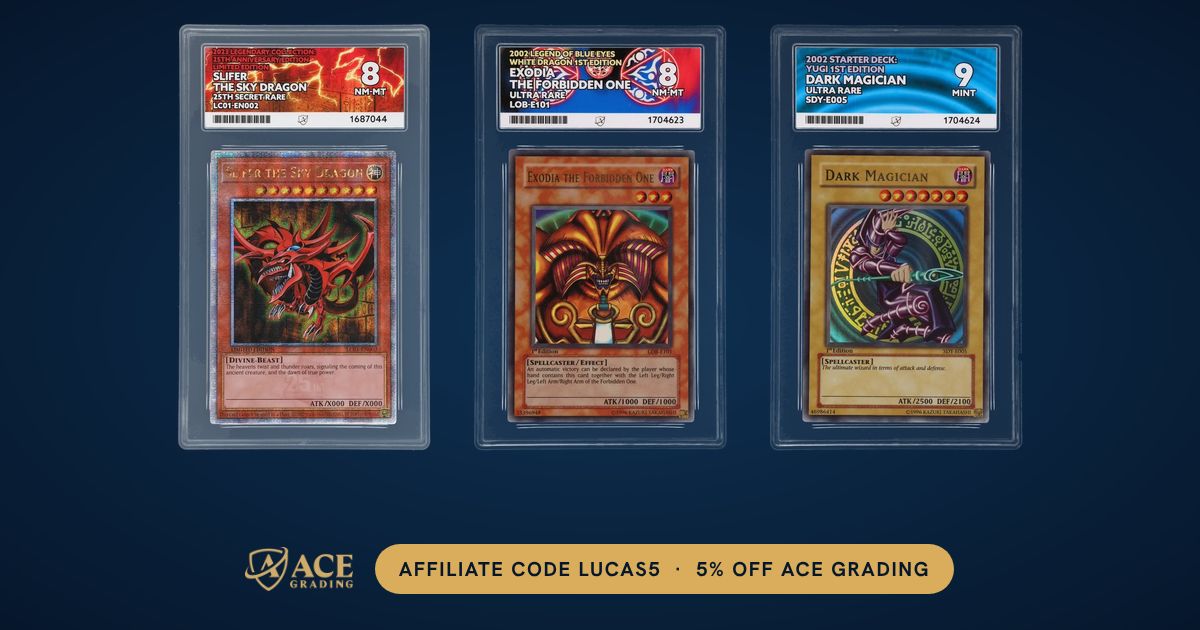 2023 LEGENDARY COLLECTION:
25TH ANNIVERSARY EDITION
LIMITED EDITION
SLIFER
THE SKY DRAGON
25TH SECRET RARE
LC01-EN002
8
NM-MT
1687044
SLIFER THE SKY DRAGON
LIMITED EDITION
LC01-EN002
[DIVINE-BEAST]
The heavens twist and thunder roars, signaling the coming of this
ancient creature, and the dawn of true power.
ATK/X000 DEF/X000
2002 LEGEND OF BLUE EYES
WHITE DRAGON 1ST EDITION
EXODIA
THE FORBIDDEN ONE
ULTRA RARE
LOB-E101
8
NM-MT
1704623
EXODIA THE FORBIDDEN ONE
1st Edition
LOB-E101
[SPELLCASTER/EFFECT]
An automatic victory can be declared by the player whose
hand contains this card together with the Left Leg/Right
Leg/Left Arm/Right Arm of the Forbidden One.
ATK/1000 DEF/1000
©1996 KAZUKI TAKAHASHI
2002 STARTER DECK:
YUGI 1ST EDITION
DARK MAGICIAN
ULTRA RARE
SDY-E005
9
MINT
1704624
DARK MAGICIAN
1st Edition
SDY-E005
[SPELLCASTER]
The ultimate wizard in terms of attack and defense.
ATK/2500 DEF/2100
46986414
©1996 KAZUKI TAKAHASHI
ACE
GRADING
AFFILIATE CODE LUCAS5 · 5% OFF ACE GRADING